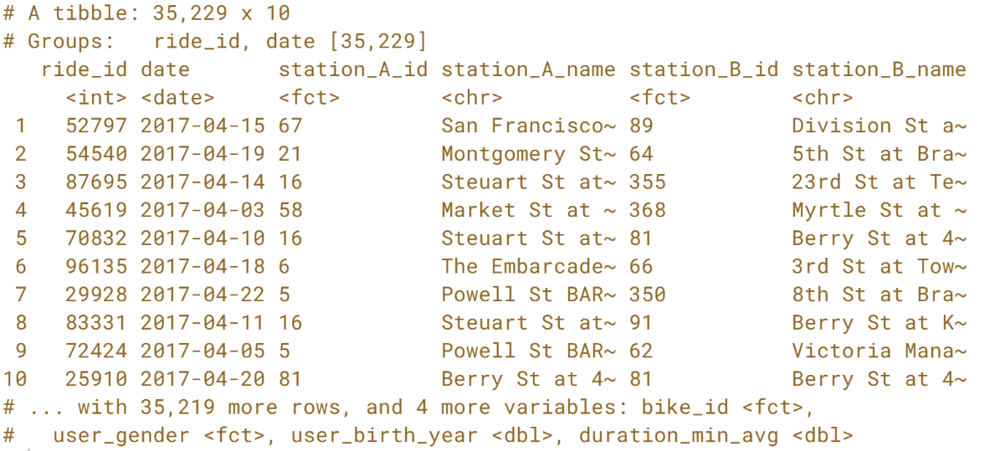 # A tibble: 35,229 x 10
# Groups:   ride_id, date [35,229]
   ride_id date       station_A_id station_A_name station_B_id station_B_name
     <int> <date>     <fct>        <chr>          <fct>        <chr>
 1   52797 2017-04-15 67           San Francisco~ 89           Division St a~
 2   54540 2017-04-19 21           Montgomery St~ 64           5th St at Bra~
 3   87695 2017-04-14 16           Steuart St at~ 355          23rd St at Te~
 4   45619 2017-04-03 58           Market St at ~ 368          Myrtle St at ~
 5   70832 2017-04-10 16           Steuart St at~ 81           Berry St at 4~
 6   96135 2017-04-18 6            The Embarcade~ 66           3rd St at Tow~
 7   29928 2017-04-22 5            Powell St BAR~ 350          8th St at Bra~
 8   83331 2017-04-11 16           Steuart St at~ 91           Berry St at K~
 9   72424 2017-04-05 5            Powell St BAR~ 62           Victoria Mana~
10   25910 2017-04-20 81           Berry St at 4~ 81           Berry St at 4~
# ... with 35,219 more rows, and 4 more variables: bike_id <fct>,
#   user_gender <fct>, user_birth_year <dbl>, duration_min_avg <dbl>